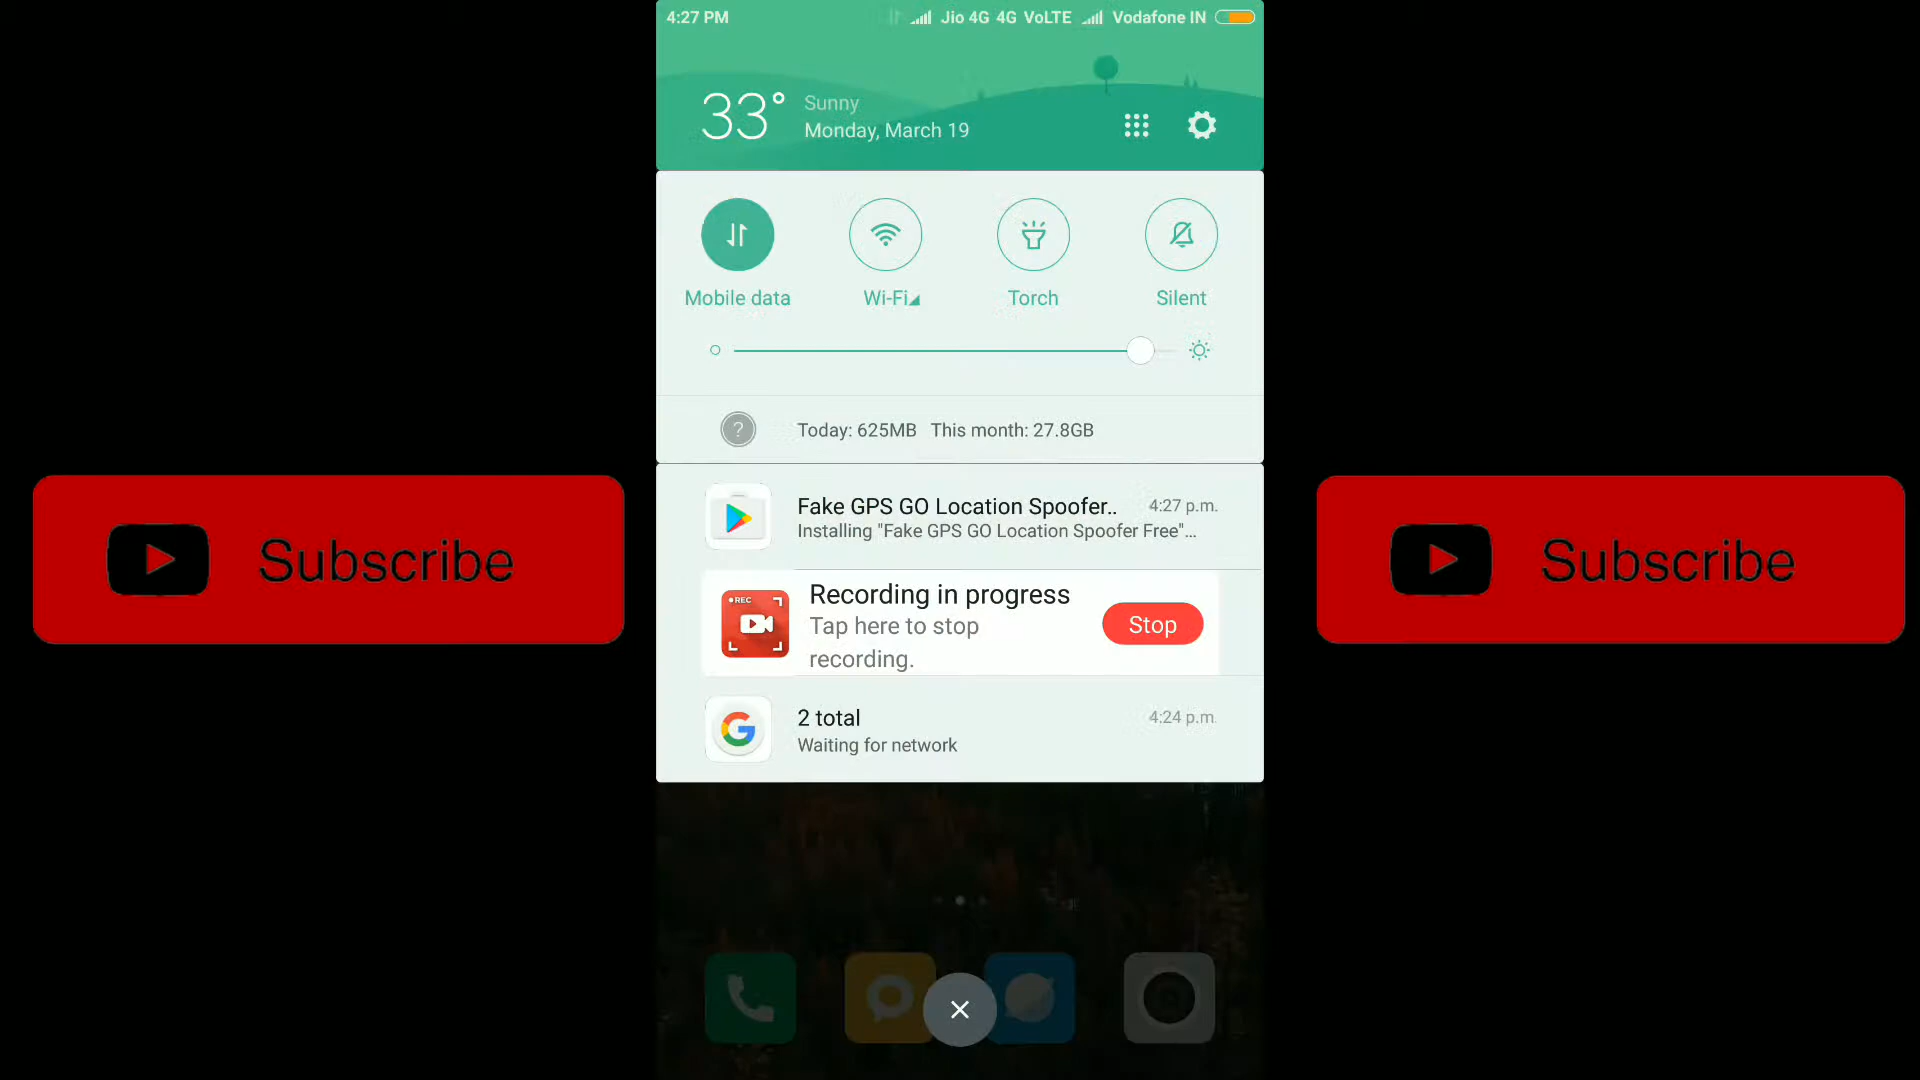 4:27 PM
Jio 4G 4G VoLTE
Vodafone IN
33°
Sunny
Monday, March 19
Mobile data
Wi-Fi
Torch
Silent
?
Today: 625MB This month: 27.8GB
Fake GPS GO Location Spoofer..
4:27 p.m.
Installing "Fake GPS GO Location Spoofer Free"...
REC
Recording in progress
Tap here to stop
recording.
Stop
G
2 total
4:24 p.m.
Waiting for network
Subscribe
Subscribe